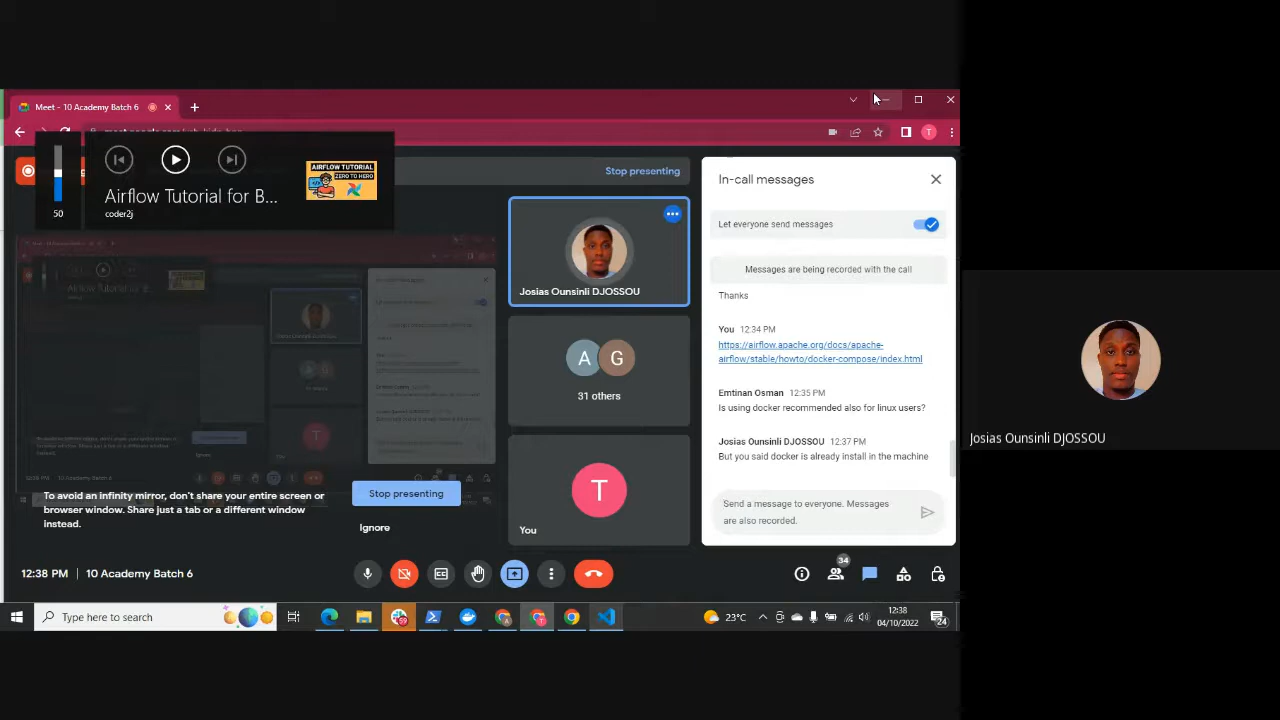 Meet - 10 Academy Batch 6
Stop presenting
50
Airflow Tutorial for B...
coder2j
AIRFLOW TUTORIAL
ZERO TO HERO
In-call messages
Let everyone send messages
Messages are being recorded with the call
Thanks
You 12:34 PM
https://airflow.apache.org/docs/apache-
airflow/stable/howto/docker-compose/index.html
Emtinan Osman 12:35 PM
Is using docker recommended also for linux users?
Josias Ounsinli DJOSSOU 12:37 PM
But you said docker is already install in the machine
Send a message to everyone. Messages
are also recorded.
Josias Ounsinli DJOSSOU
A G
31 others
T
You
To avoid an infinity mirror, don't share your entire screen or
browser window. Share just a tab or a different window
instead.
Stop presenting
Ignore
12:38 PM | 10 Academy Batch 6
34
Type here to search
23°C
12:38
04/10/2022
24
Josias Ounsinli DJOSSOU